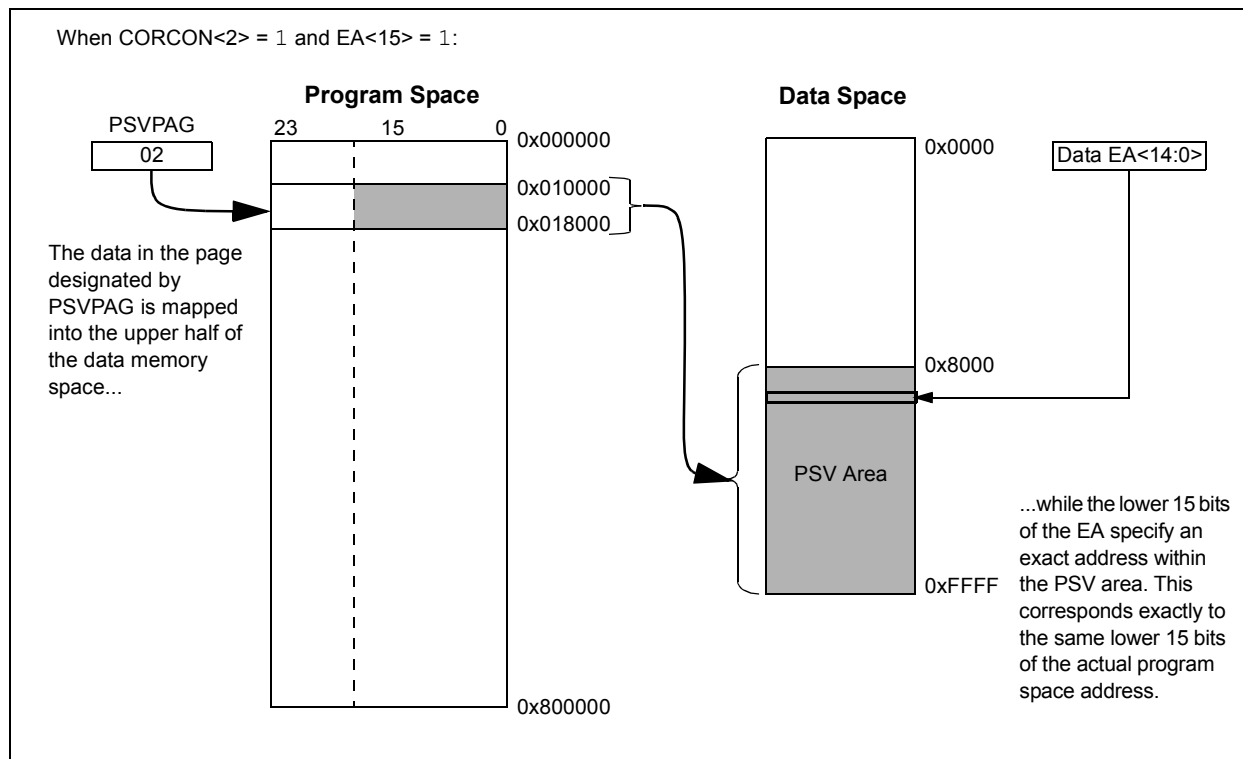 When CORCON<2> = 1 and EA<15> = 1:
Program Space
Data Space
PSVPAG
02
23 15 0
0x000000
0x010000
0x018000
0x800000
The data in the page
designated by
PSVPAG is mapped
into the upper half of
the data memory
space...
0x0000
0x8000
0xFFFF
PSV Area
Data EA<14:0>
...while the lower 15 bits
of the EA specify an
exact address within
the PSV area. This
corresponds exactly to
the same lower 15 bits
of the actual program
space address.